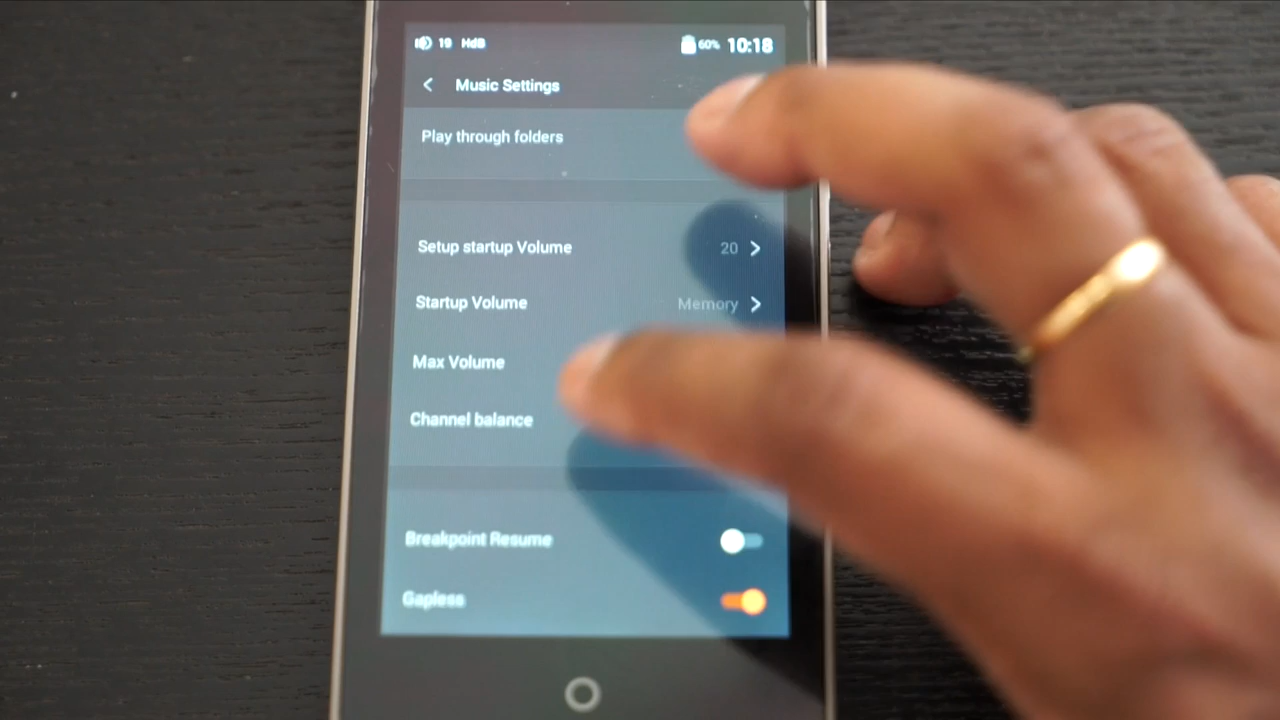 19 HdB 60% 10:18
Music Settings
Play through folders
Setup startup Volume 20
Startup Volume Memory
Max Volume
Channel balance
Breakpoint Resume
Gapless